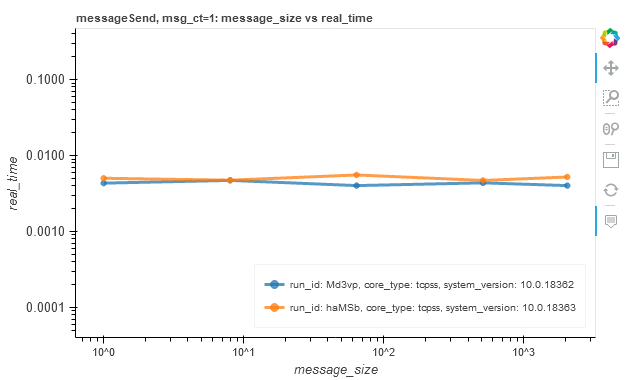 messageSend, msg_ct=1: message_size vs real_time
0.1000
0.0100
0.0010
0.0001
real_time
run_id: Md3vp, core_type: tcpss, system_version: 10.0.18362
run_id: haMSb, core_type: tcpss, system_version: 10.0.18363
10^0
10^1
10^2
10^3
message_size